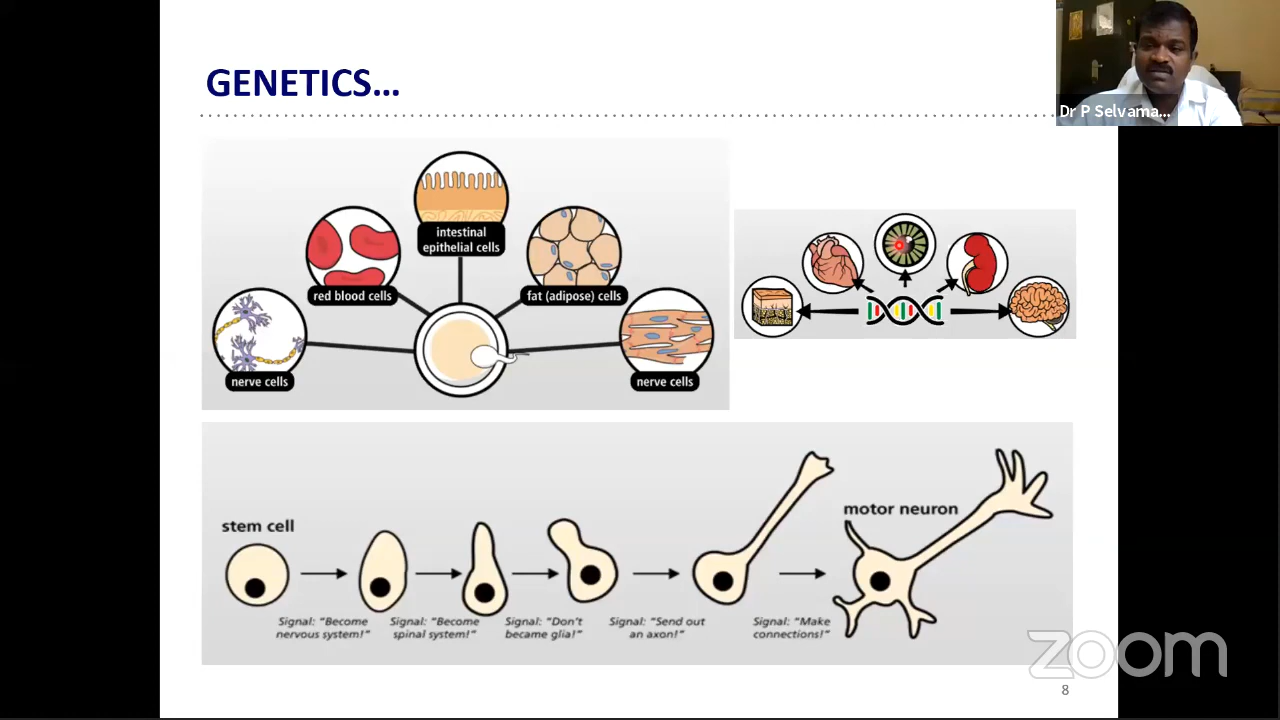 GENETICS...
Dr P Selvama...
intestinal
epithelial cells
red blood cells
fat (adipose) cells
nerve cells
nerve cells
stem cell
motor neuron
Signal: "Become
nervous system!"
Signal: "Become
spinal system!"
Signal: "Don't
became glia!"
Signal: "Send out
an axon!"
Signal: "Make
connections!"
zoom
8